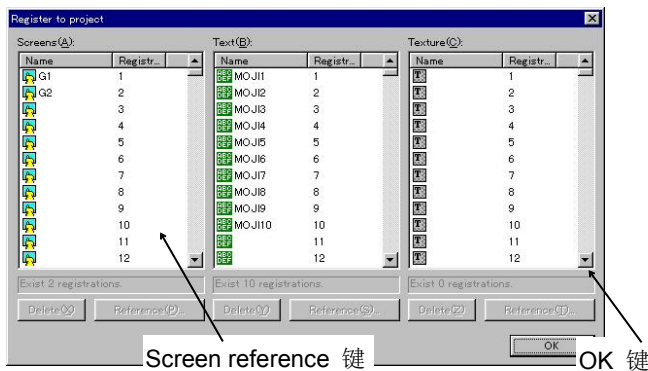 Register to project
Screens(A):
Name Registr...
G1 1
G2 2
3
4
5
6
7
8
9
10
11
12
Exist 2 registrations.
Delete(X) Reference(P)...
Text(B):
Name Registr...
MOJI1 1
MOJI2 2
MOJI3 3
MOJI4 4
MOJI5 5
MOJI6 6
MOJI7 7
MOJI8 8
MOJI9 9
MOJI10 10
11
12
Exist 10 registrations.
Delete(Y) Reference(S)...
Texture(C):
Name Registr...
T 1
T 2
T 3
T 4
T 5
T 6
T 7
T 8
T 9
T 10
T 11
T 12
Exist 0 registrations.
Delete(Z) Reference(T)...
OK
Screen reference 键
OK 键